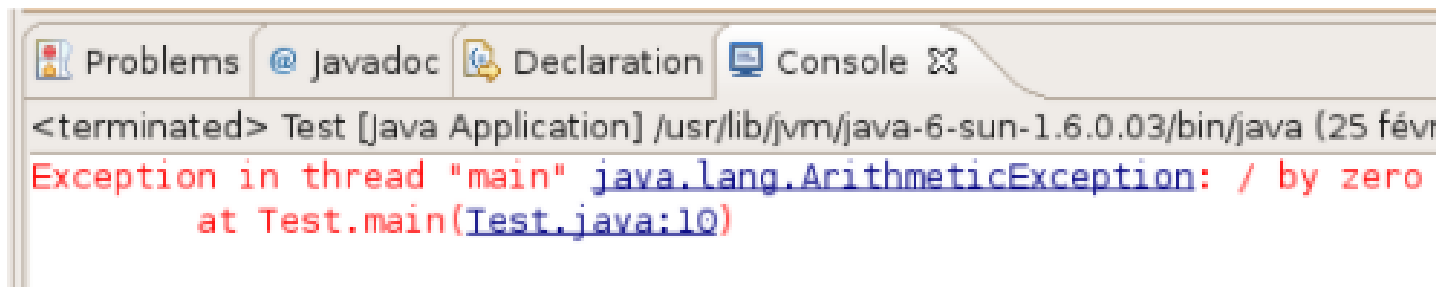 Problems @ Javadoc Declaration Console
<terminated> Test [Java Application] /usr/lib/jvm/java-6-sun-1.6.0.03/bin/java (25 févr
Exception in thread "main" java.lang.ArithmeticException: / by zero
at Test.main(Test.java:10)